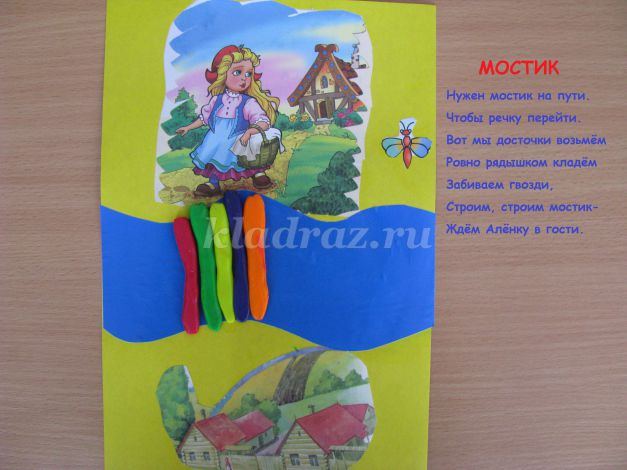 МОСТИК
Нужен мостик на пути.
Чтобы речку перейти.
Вот мы досточки возьмём
Ровно рядышком кладём
Забиваем гвозди,
Строим, строим мостик-
Ждём Алёнку в гости.
kladraz.ru